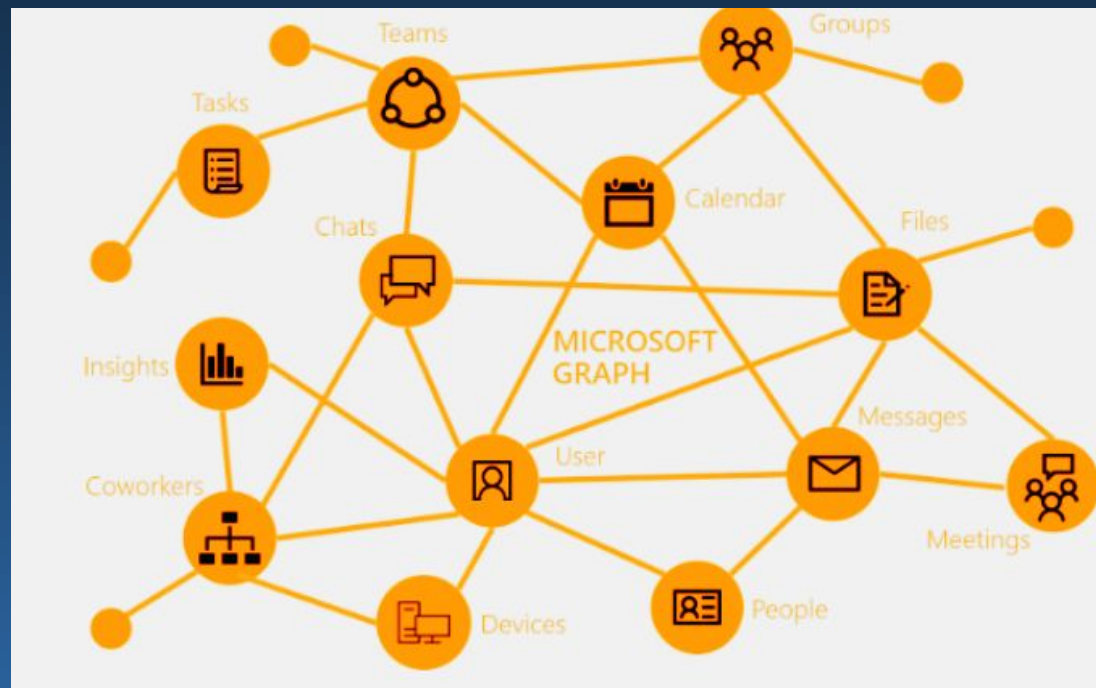 Groups
Teams
Tasks
Calendar
Chats
Files
MICROSOFT
GRAPH
Insights
Messages
User
Coworkers
Meetings
People
Devices